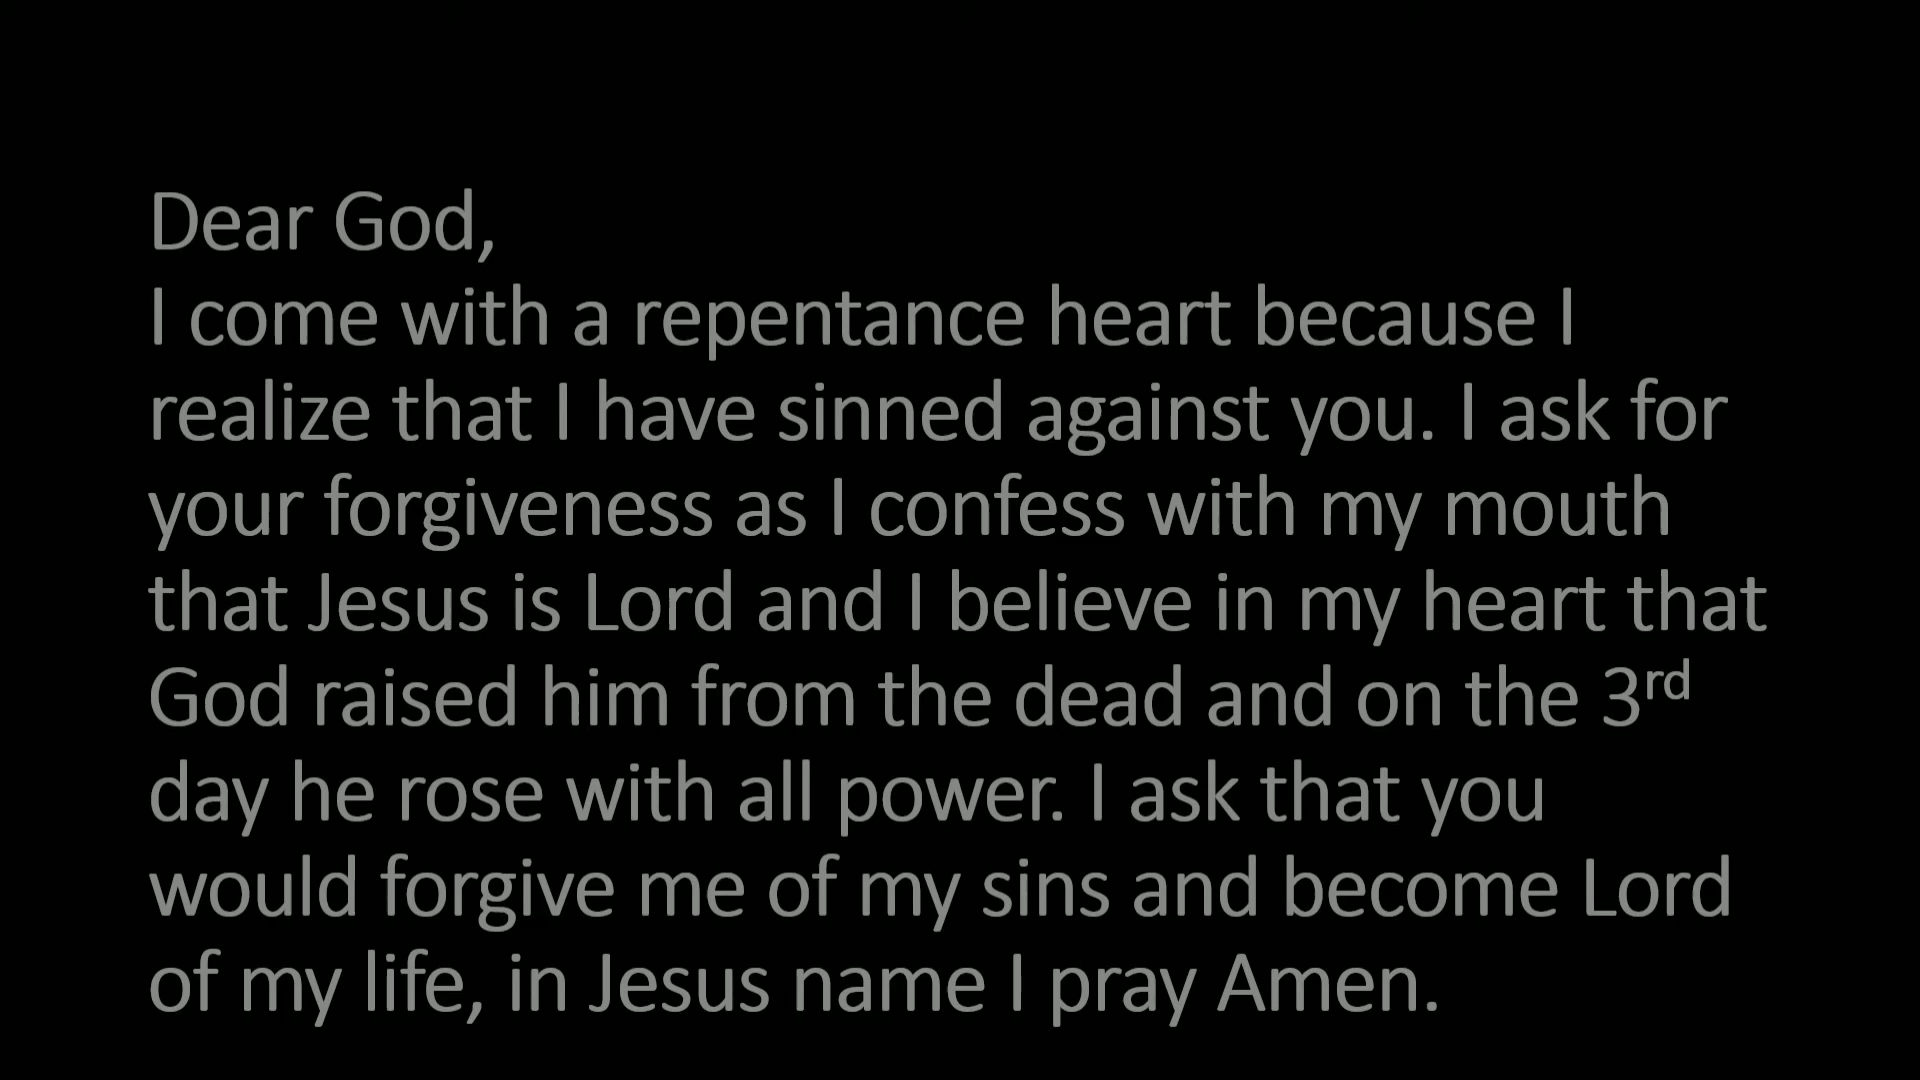 Dear God,
I come with a repentance heart because I
realize that I have sinned against you. I ask for
your forgiveness as I confess with my mouth
that Jesus is Lord and I believe in my heart that
God raised him from the dead and on the 3rd
day he rose with all power. I ask that you
would forgive me of my sins and become Lord
of my life, in Jesus name I pray Amen.